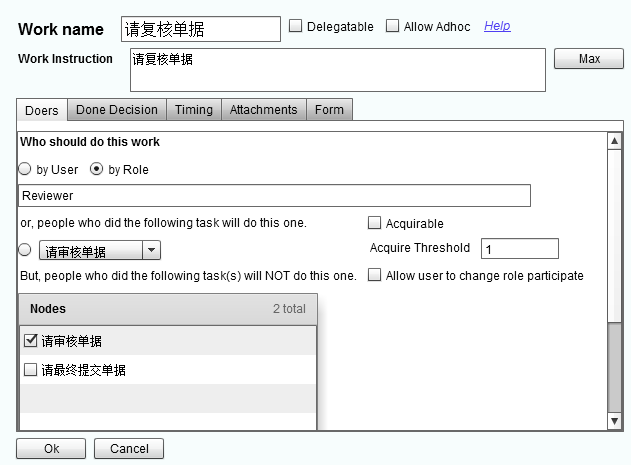 Work name 请复核单据 Delegatable Allow Adhoc Help
Work Instruction 请复核单据 Max
Doers Done Decision Timing Attachments Form
Who should do this work
by User by Role
Reviewer
or, people who did the following task will do this one. Acquirable
请审核单据 Acquire Threshold 1
But, people who did the following task(s) will NOT do this one. Allow user to change role participate
Nodes 2 total
请审核单据
请最终提交单据
Ok Cancel